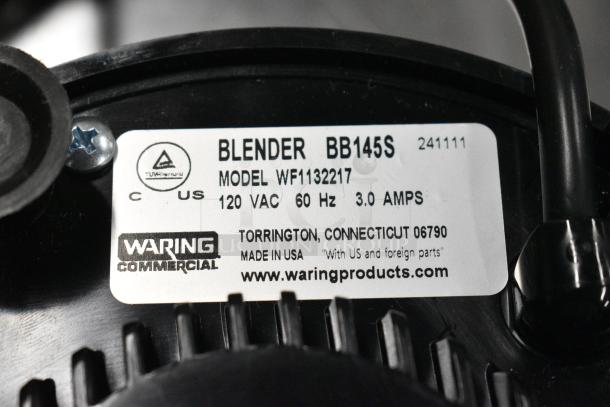 BLENDER BB145S 241111
TUVRheinland
MODEL WF1132217
C US
120 VAC 60 Hz 3.0 AMPS
WARING
COMMERCIAL
TORRINGTON, CONNECTICUT 06790
MADE IN USA "With US and foreign parts"
www.waringproducts.com